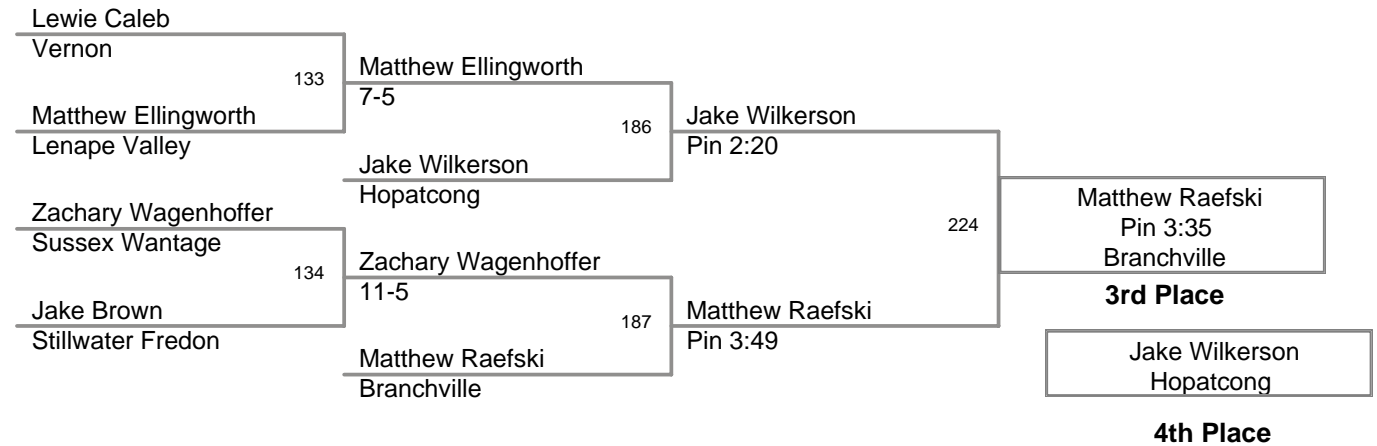 Lewie Caleb
Vernon
133
Matthew Ellingworth
Lenape Valley
Zachary Wagenhoffer
Sussex Wantage
134
Jake Brown
Stillwater Fredon
Matthew Ellingworth
7-5
186
Jake Wilkerson
Hopatcong
Zachary Wagenhoffer
11-5
187
Matthew Raefski
Branchville
Jake Wilkerson
Pin 2:20
224
Matthew Raefski
Pin 3:49
Matthew Raefski
Pin 3:35
Branchville
3rd Place
Jake Wilkerson
Hopatcong
4th Place